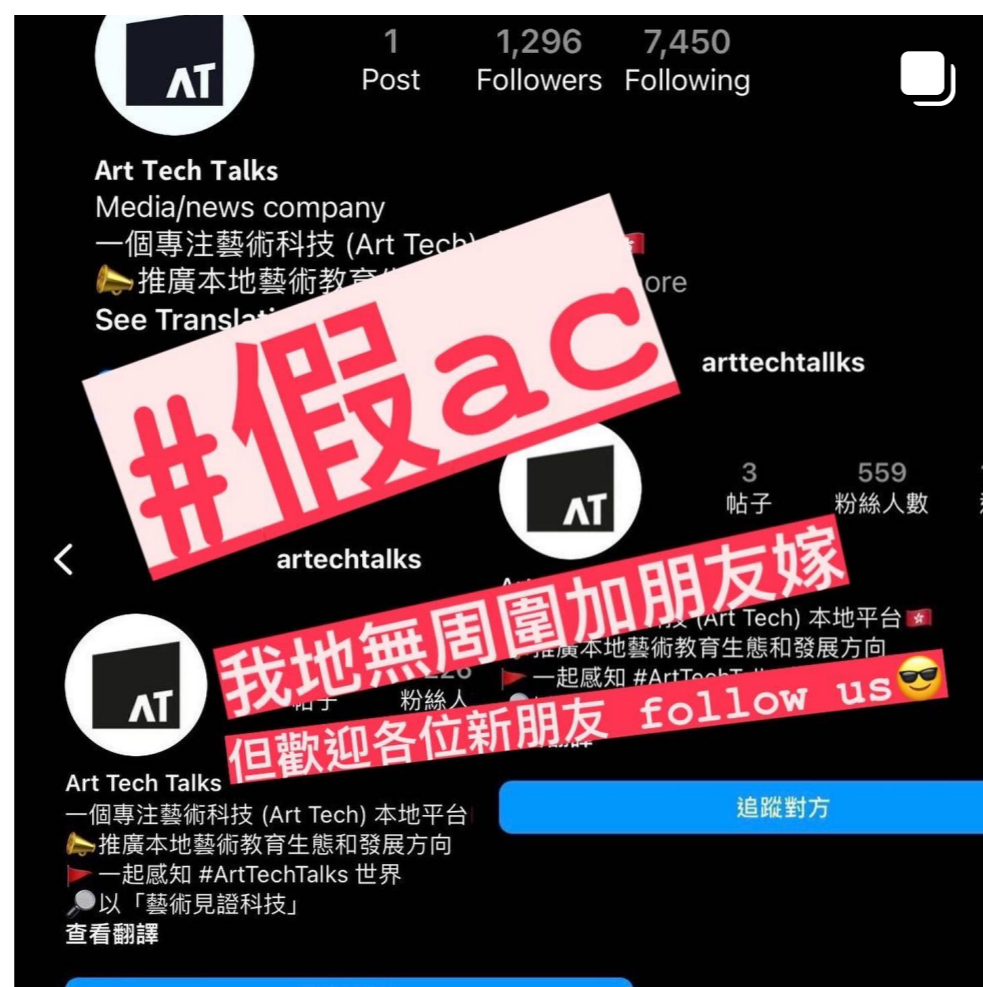 AT
1 1,296 7,450
Post Followers Following
Art Tech Talks
Media/news company
一個專注藝術科技 (Art Tech)
推廣本地藝術教育
ore
See Translati
#假ac
arttechtallks
AT
3 559
帖子 粉絲人數
artechtalks
我地無周圍加朋友嫁
(Art Tech) 本地平台
推廣本地藝術教育生態和發展方向
一起感知 #ArtTechT
但歡迎各位新朋友 follow us
AT
帖子 粉絲人
追蹤對方
Art Tech Talks
一個專注藝術科技 (Art Tech) 本地平台
推廣本地藝術教育生態和發展方向
一起感知 #ArtTechTalks 世界
以「藝術見證科技」
查看翻譯